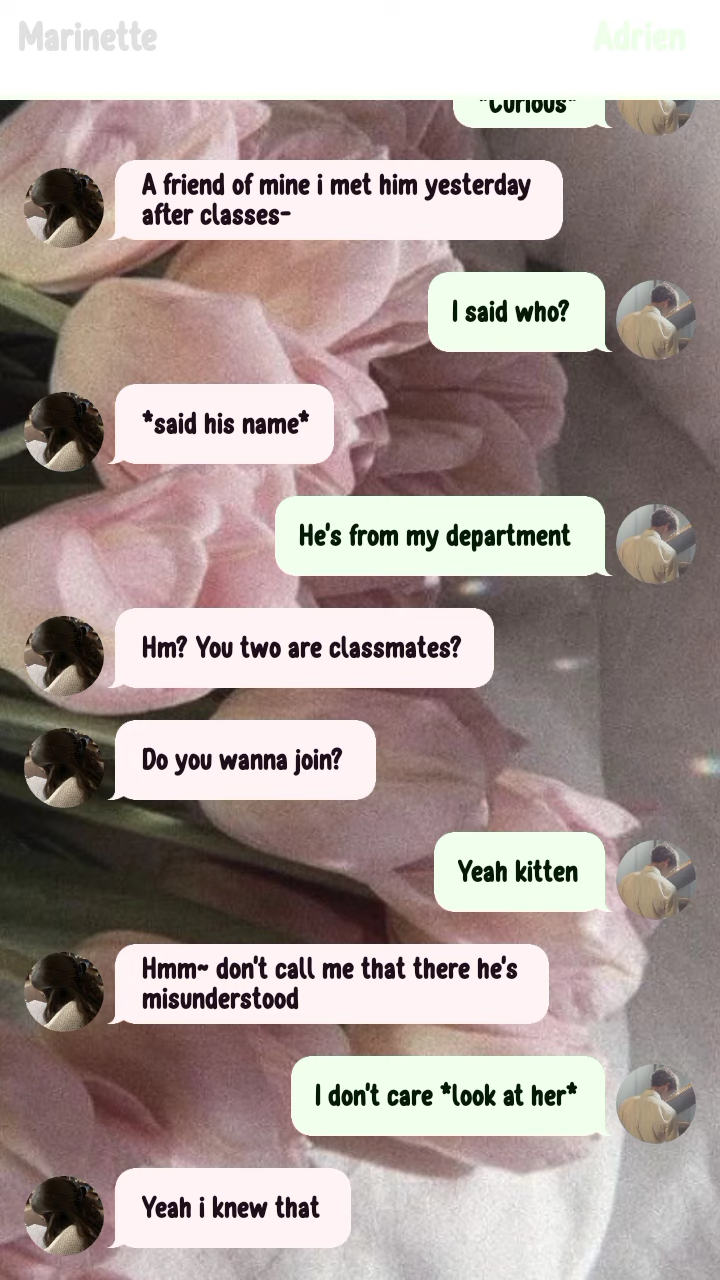 Marinette
Adrien
*Curious*
A friend of mine i met him yesterday
after classes-
I said who?
*said his name*
He's from my department
Hm? You two are classmates?
Do you wanna join?
Yeah kitten
Hmm~ don't call me that there he's
misunderstood
I don't care *look at her*
Yeah i knew that